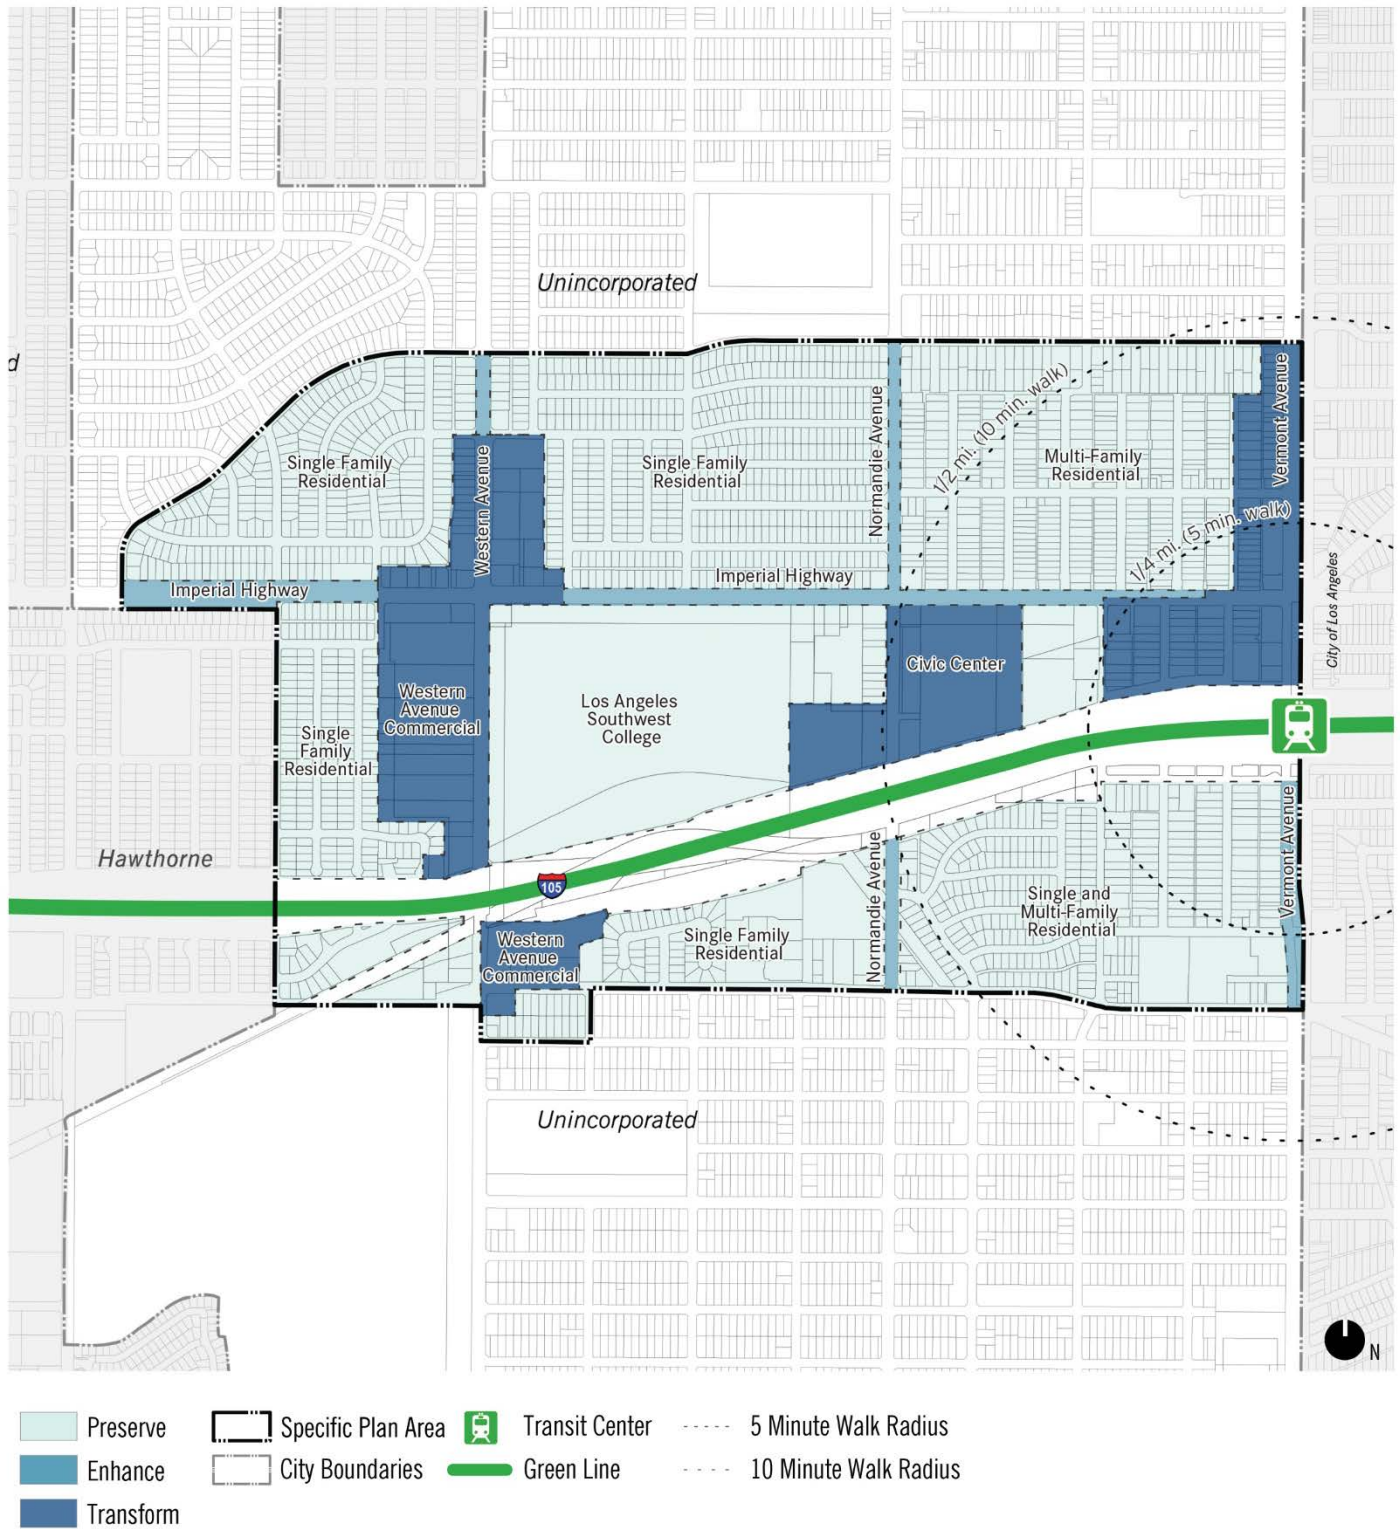 Unincorporated
d
1/2 mi. (10 min. walk)
Vermont Avenue
Normandie Avenue
Western Avenue
Single Family
Residential
Single Family
Residential
Multi-Family
Residential
1/4 mi. (5 min. walk)
Imperial Highway
Imperial Highway
City of Los Angeles
Civic Center
Western
Avenue
Commercial
Los Angeles
Southwest
College
Single
Family
Residential
Hawthorne
105
Vermont Avenue
Normandie Avenue
Single and
Multi-Family
Residential
Western
Avenue
Commercial
Single Family
Residential
Unincorporated
N
Preserve
Specific Plan Area
Transit Center
5 Minute Walk Radius
Enhance
City Boundaries
Green Line
10 Minute Walk Radius
Transform